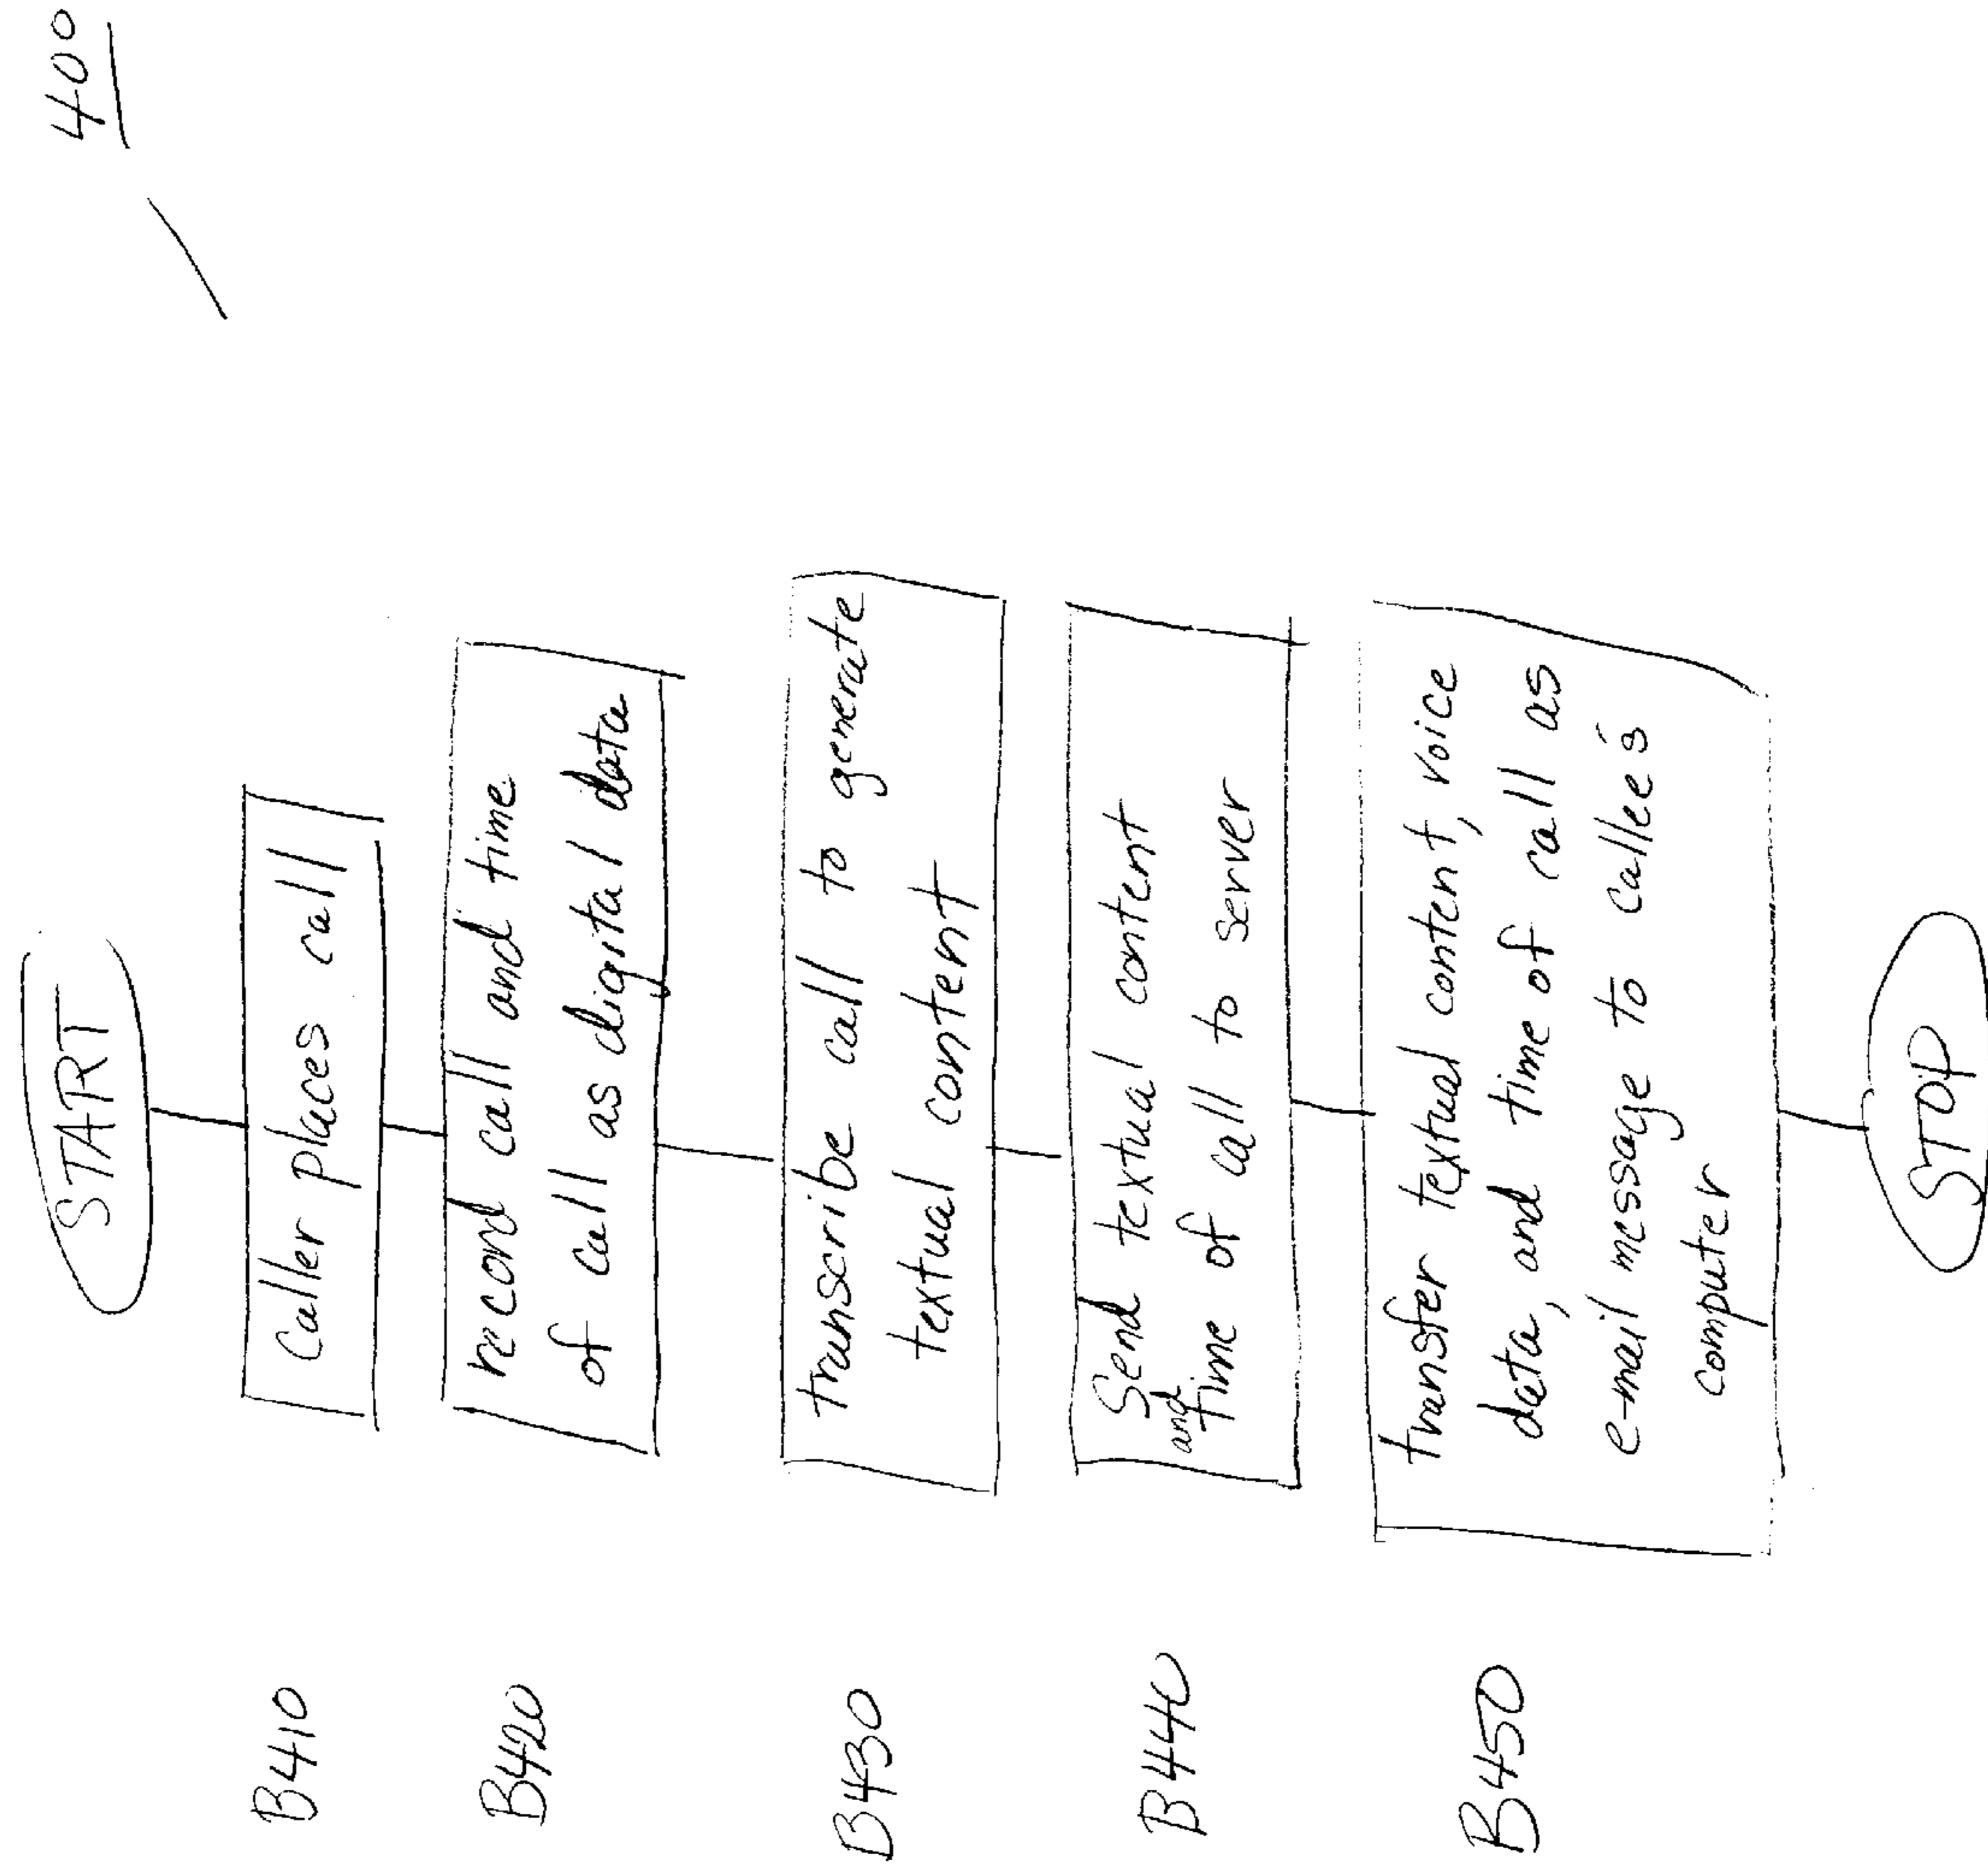 400
START
B410
Caller places call
B420
record call and time
of call as digital data
B430
transcribe call to generate
textual content
B440
Send textual content
and
time of call to server
B450
transfer textual content, voice
data, and time of call as
e-mail message to callee's
computer
STOP